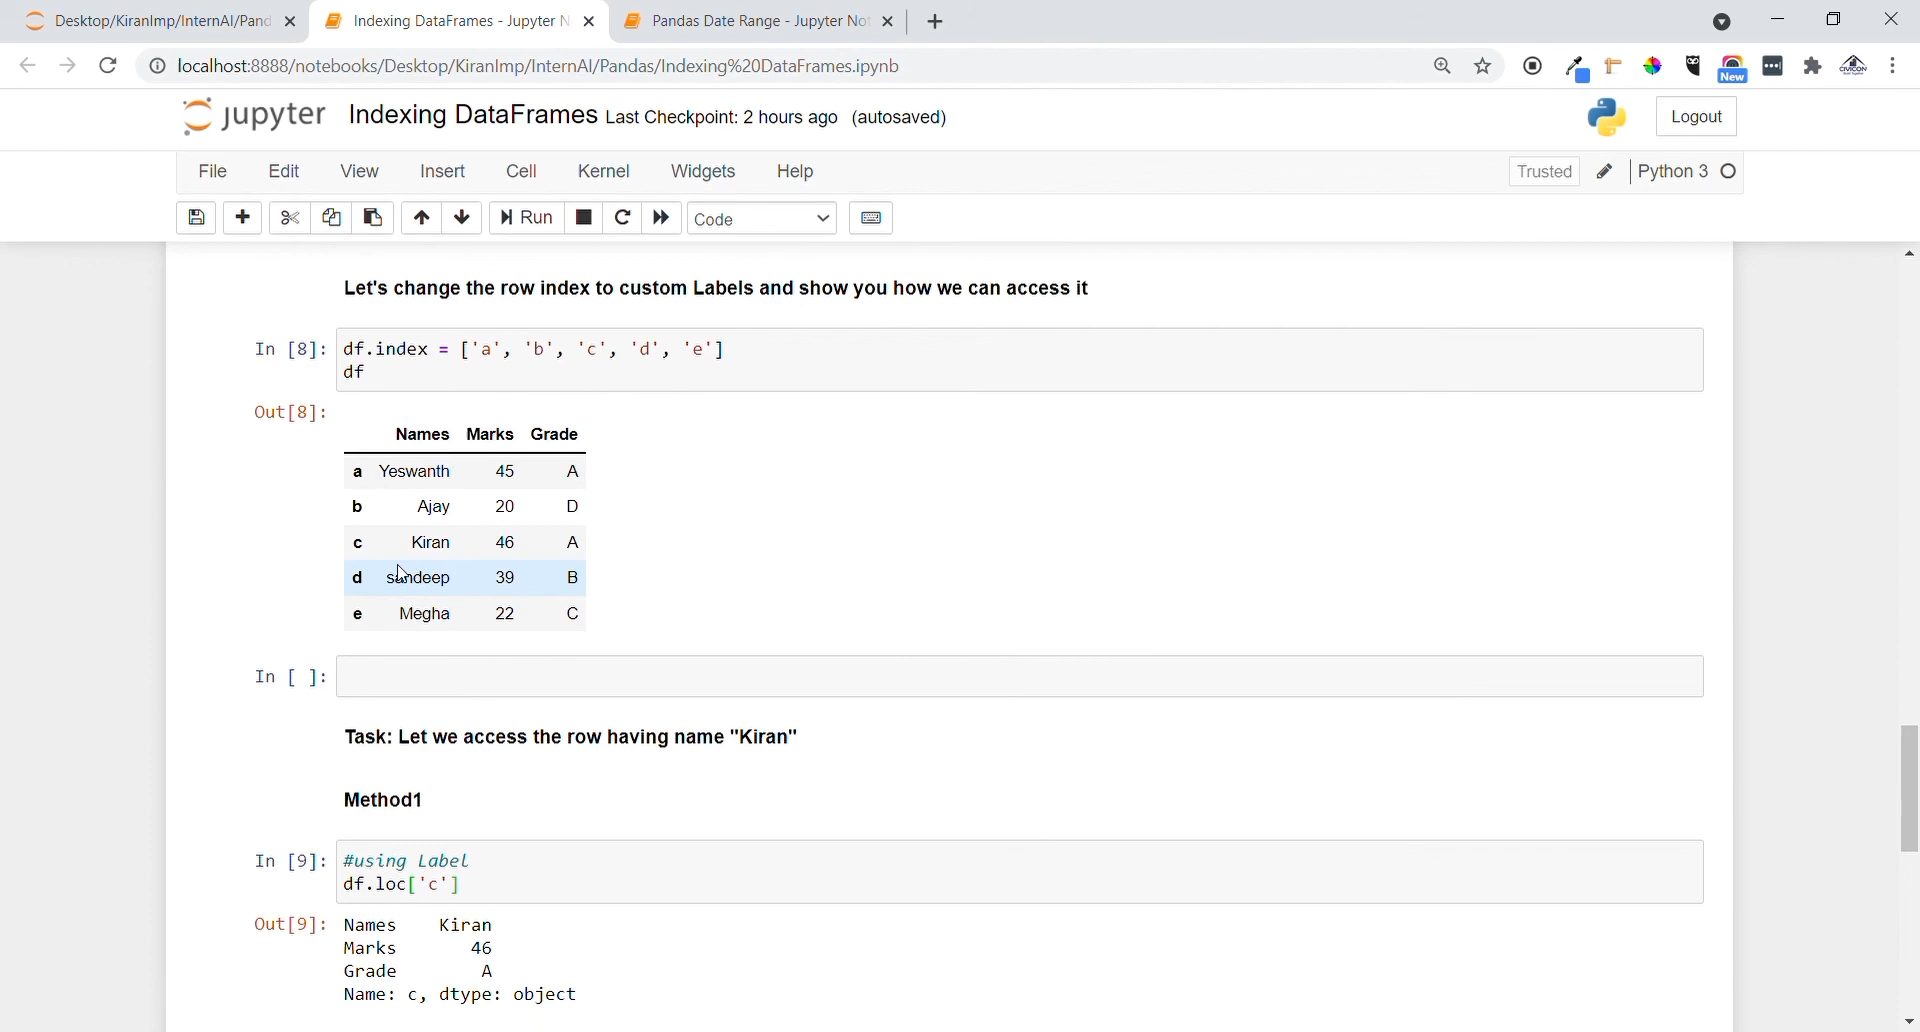 Desktop/KiranImp/InternAI/Pand
Indexing DataFrames - Jupyter N
Pandas Date Range - Jupyter Not
localhost:8888/notebooks/Desktop/KiranImp/InternAI/Pandas/Indexing%20DataFrames.ipynb
New
CIVICON
jupyter Indexing DataFrames Last Checkpoint: 2 hours ago (autosaved)
Logout
File Edit View Insert Cell Kernel Widgets Help
Trusted Python 3
Run Code
Let's change the row index to custom Labels and show you how we can access it
In [8]: df.index = ['a', 'b', 'c', 'd', 'e']
df
Out[8]:
Names Marks Grade
a Yeswanth 45 A
b Ajay 20 D
c Kiran 46 A
d sandeep 39 B
e Megha 22 C
In [ ]:
Task: Let we access the row having name "Kiran"
Method1
In [9]: #using Label
df.loc['c']
Out[9]: Names Kiran
Marks 46
Grade A
Name: c, dtype: object